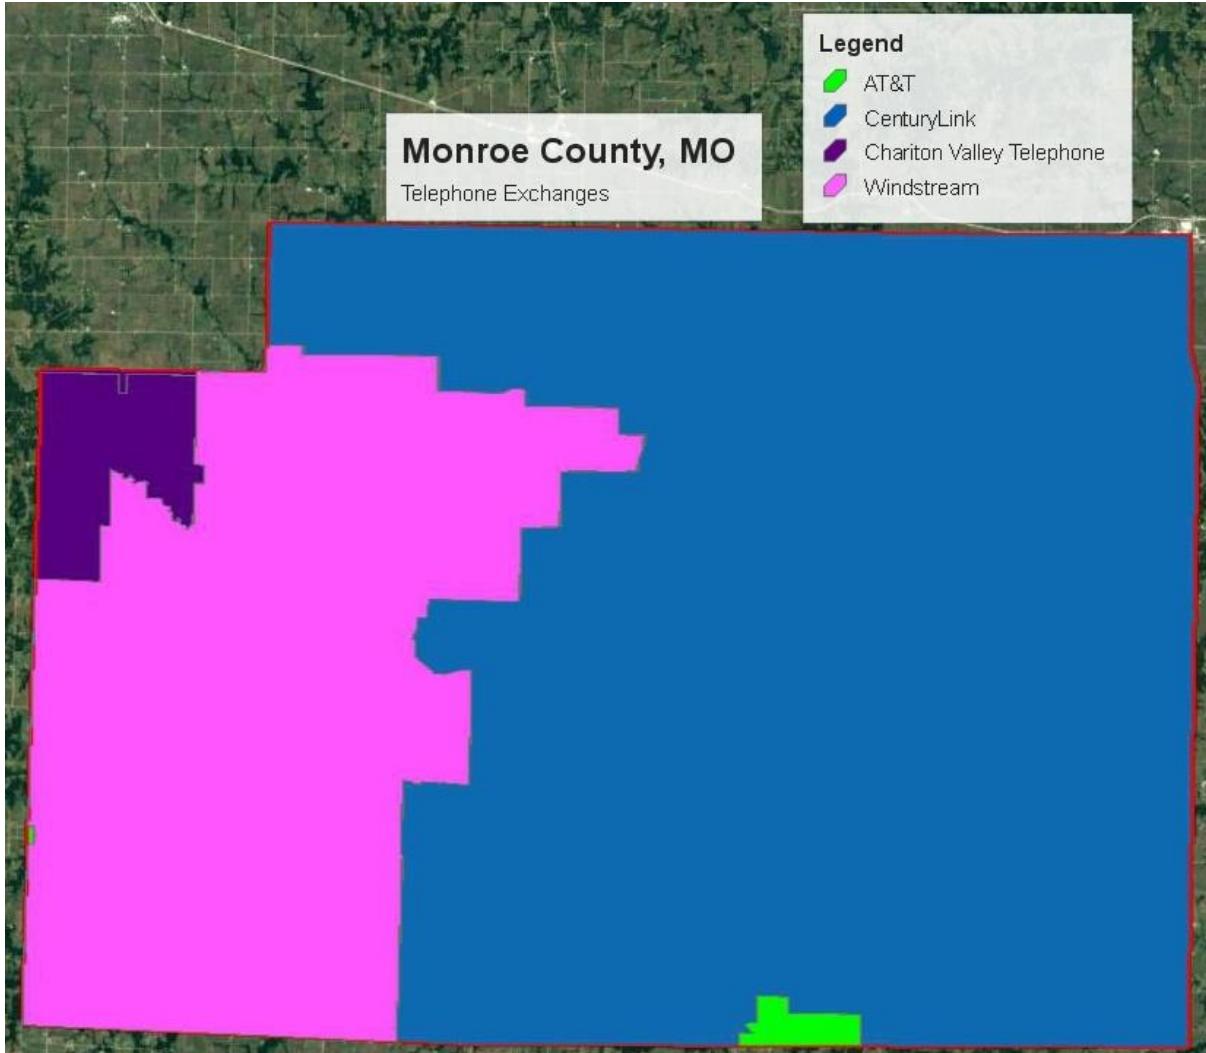 Monroe County, MO
Telephone Exchanges
Legend
AT&T
CenturyLink
Chariton Valley Telephone
Windstream